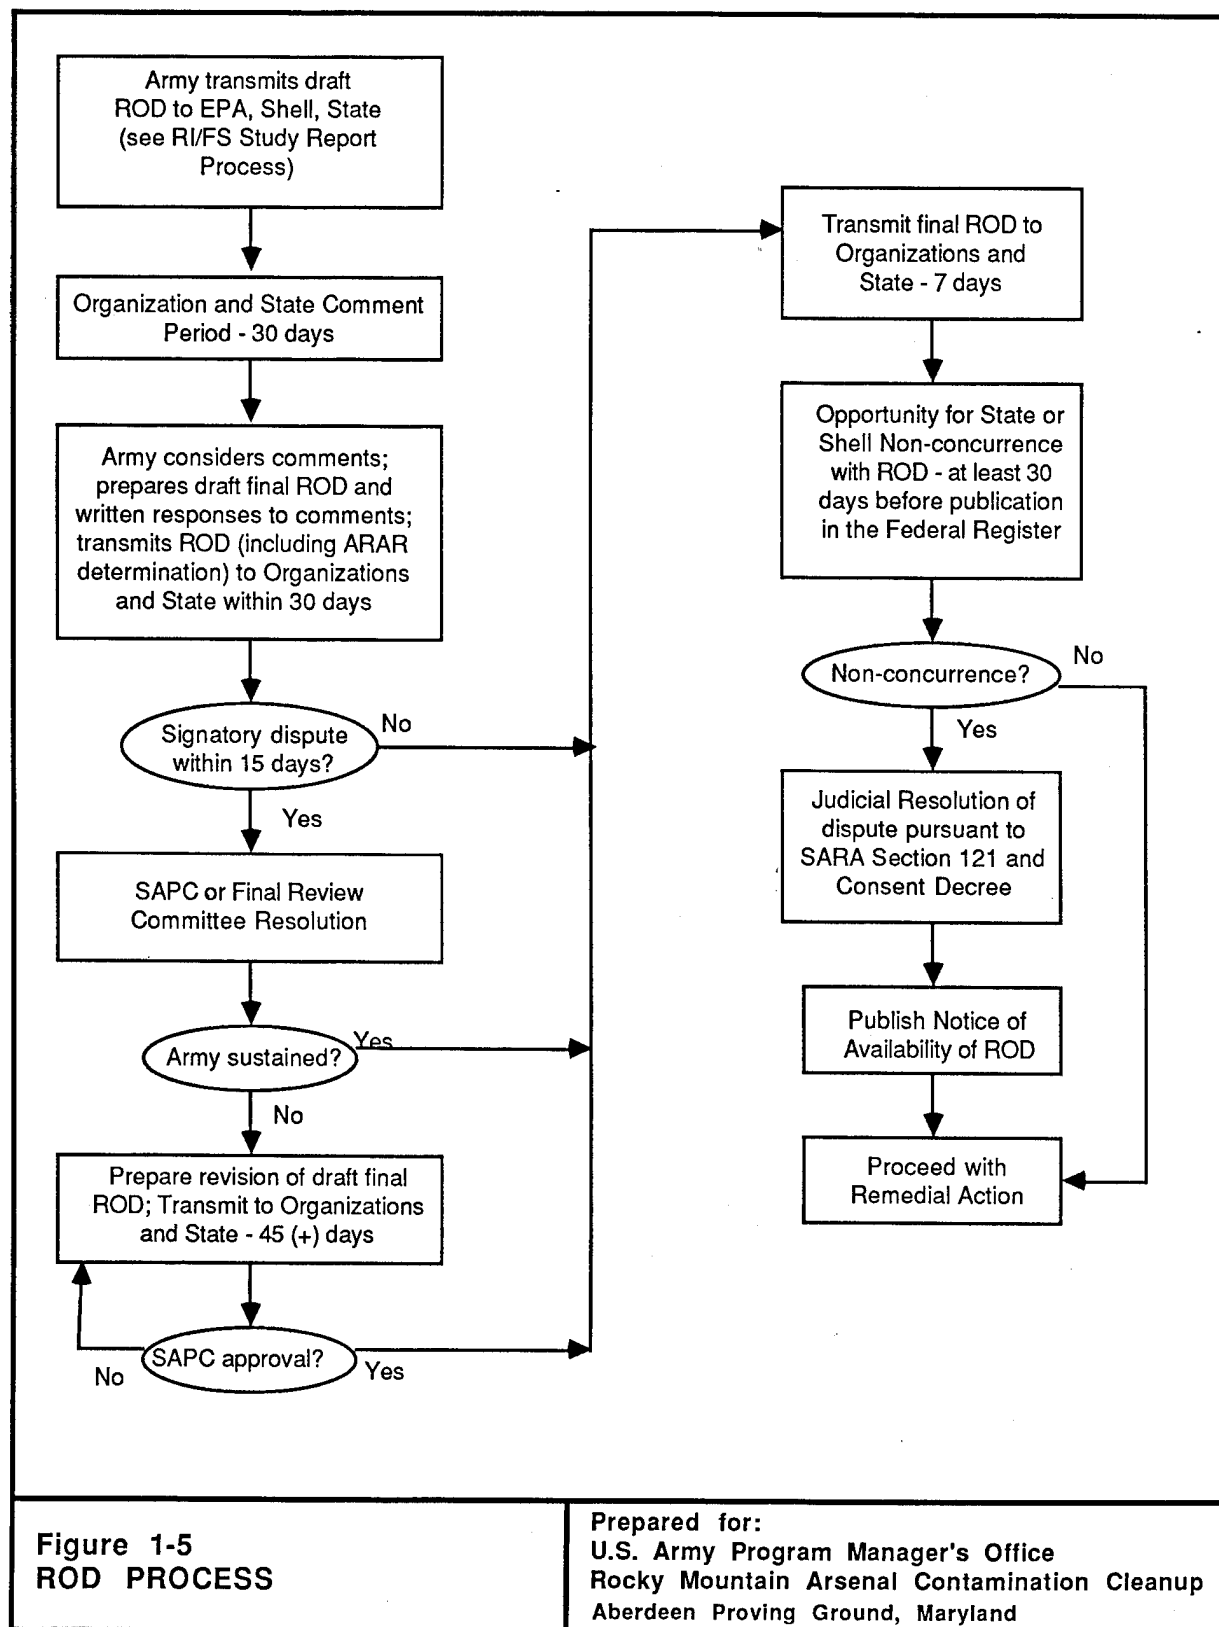 Army transmits draft
ROD to EPA, Shell, State
(see RI/FS Study Report
Process)
Organization and State Comment
Period - 30 days
Army considers comments;
prepares draft final ROD and
written responses to comments;
transmits ROD (including ARAR
determination) to Organizations
and State within 30 days
Signatory dispute
within 15 days?
No
Yes
SAPC or Final Review
Committee Resolution
Army sustained?
Yes
No
Prepare revision of draft final
ROD; Transmit to Organizations
and State - 45 (+) days
SAPC approval?
No
Yes
Transmit final ROD to
Organizations and
State - 7 days
Opportunity for State or
Shell Non-concurrence
with ROD - at least 30
days before publication
in the Federal Register
Non-concurrence?
No
Yes
Judicial Resolution of
dispute pursuant to
SARA Section 121 and
Consent Decree
Publish Notice of
Availability of ROD
Proceed with
Remedial Action
Figure 1-5
ROD PROCESS
Prepared for:
U.S. Army Program Manager's Office
Rocky Mountain Arsenal Contamination Cleanup
Aberdeen Proving Ground, Maryland